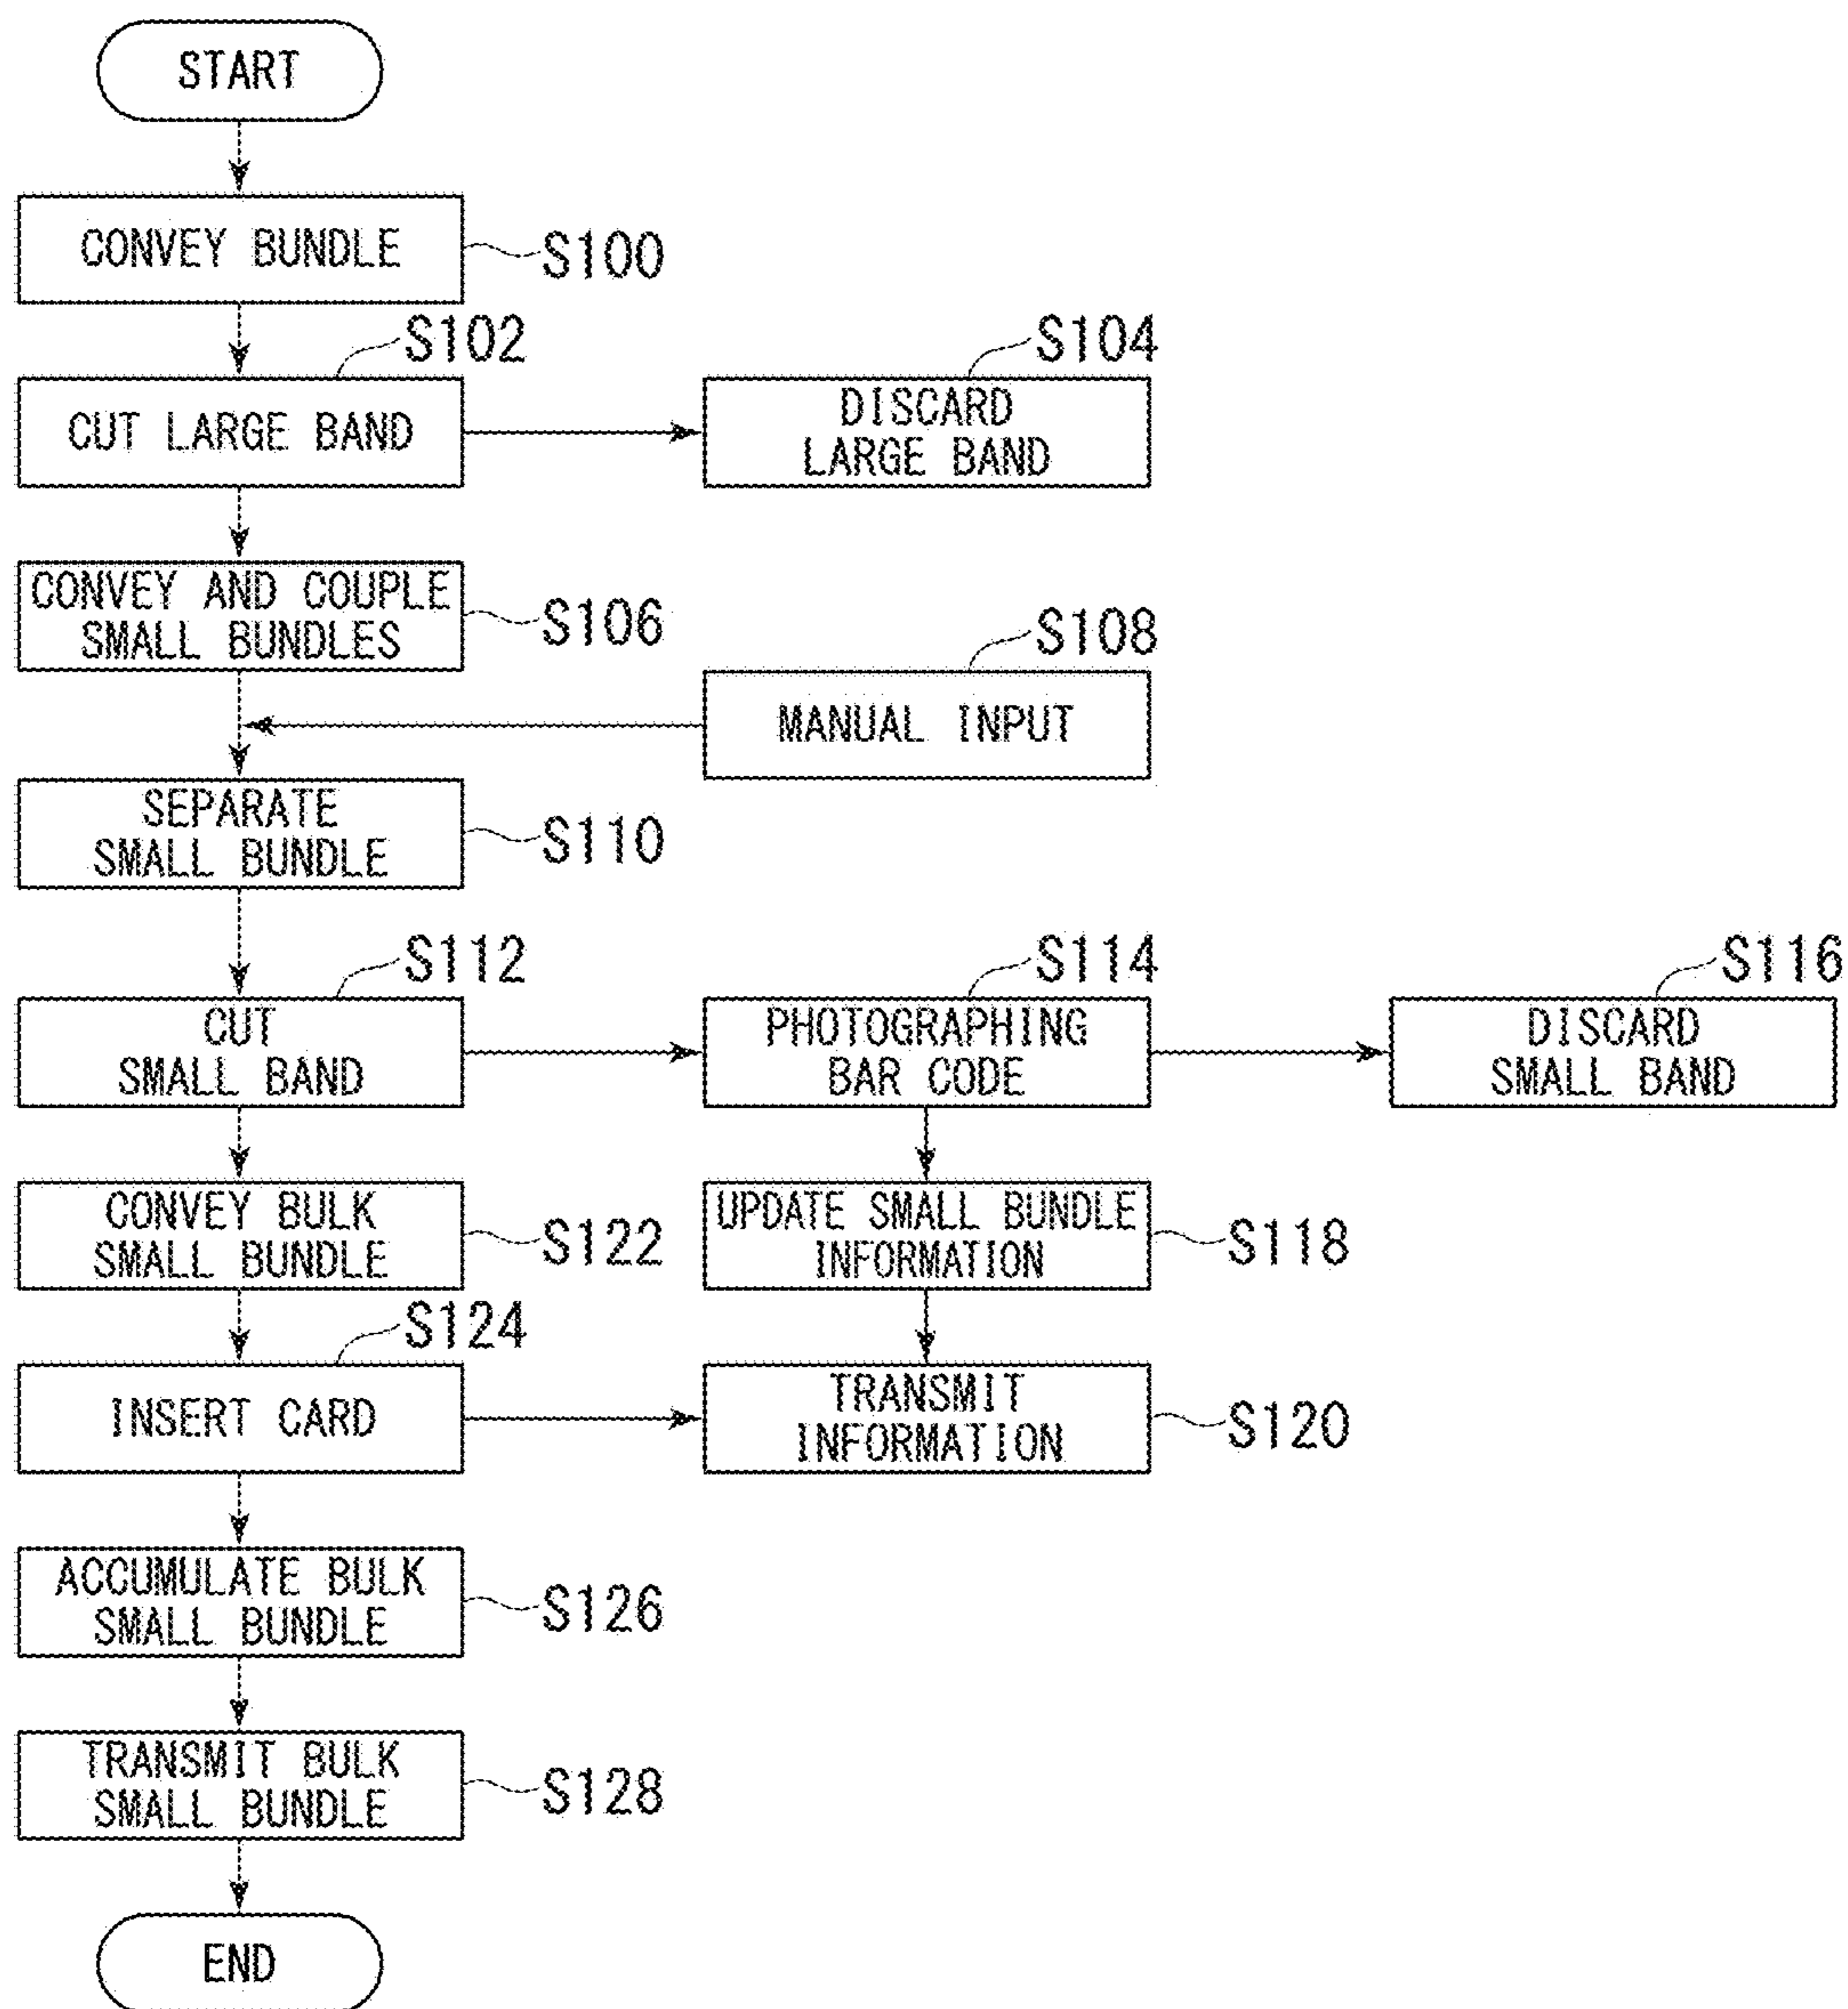 START
CONVEY BUNDLE
S100
S102
CUT LARGE BAND
S104
DISCARD
LARGE BAND
CONVEY AND COUPLE
SMALL BUNDLES
S106
S108
MANUAL INPUT
SEPARATE
SMALL BUNDLE
S110
S112
CUT
SMALL BAND
S114
PHOTOGRAPHING
BAR CODE
S116
DISCARD
SMALL BAND
CONVEY BULK
SMALL BUNDLE
S122
UPDATE SMALL BUNDLE
INFORMATION
S118
S124
INSERT CARD
TRANSMIT
INFORMATION
S120
ACCUMULATE BULK
SMALL BUNDLE
S126
TRANSMIT BULK
SMALL BUNDLE
S128
END